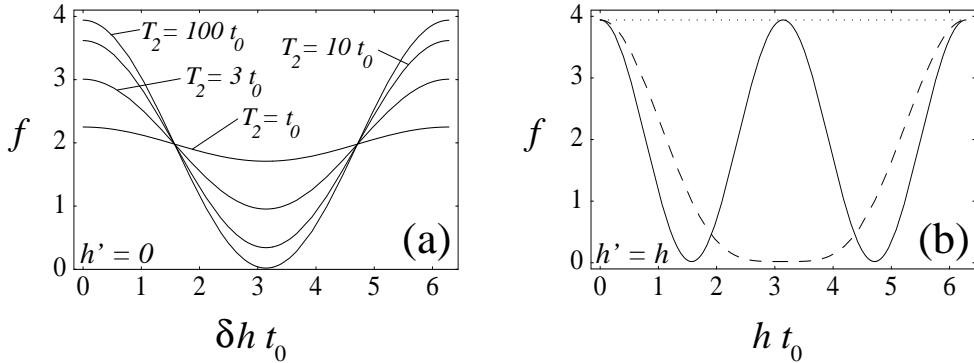 4
T₂ = 100 t₀
T₂ = 10 t₀
3
T₂ = 3 t₀
T₂ = t₀
f
2
1
h' = 0
(a)
0
0 1 2 3 4 5 6
δh t₀
4
3
f
2
1
h' = h
(b)
0
0 1 2 3 4 5 6
h t₀